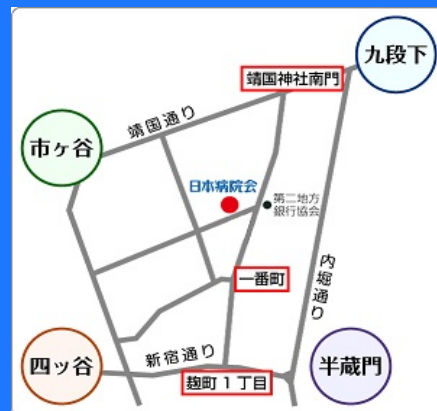 九段下
靖国神社南門
靖国通り
市ヶ谷
日本病院会
第二地方
銀行協会
内堀通り
一番町
新宿通り
四ッ谷
半蔵門
麹町1丁目